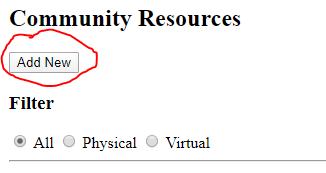 Community Resources
Add New
Filter
All Physical Virtual